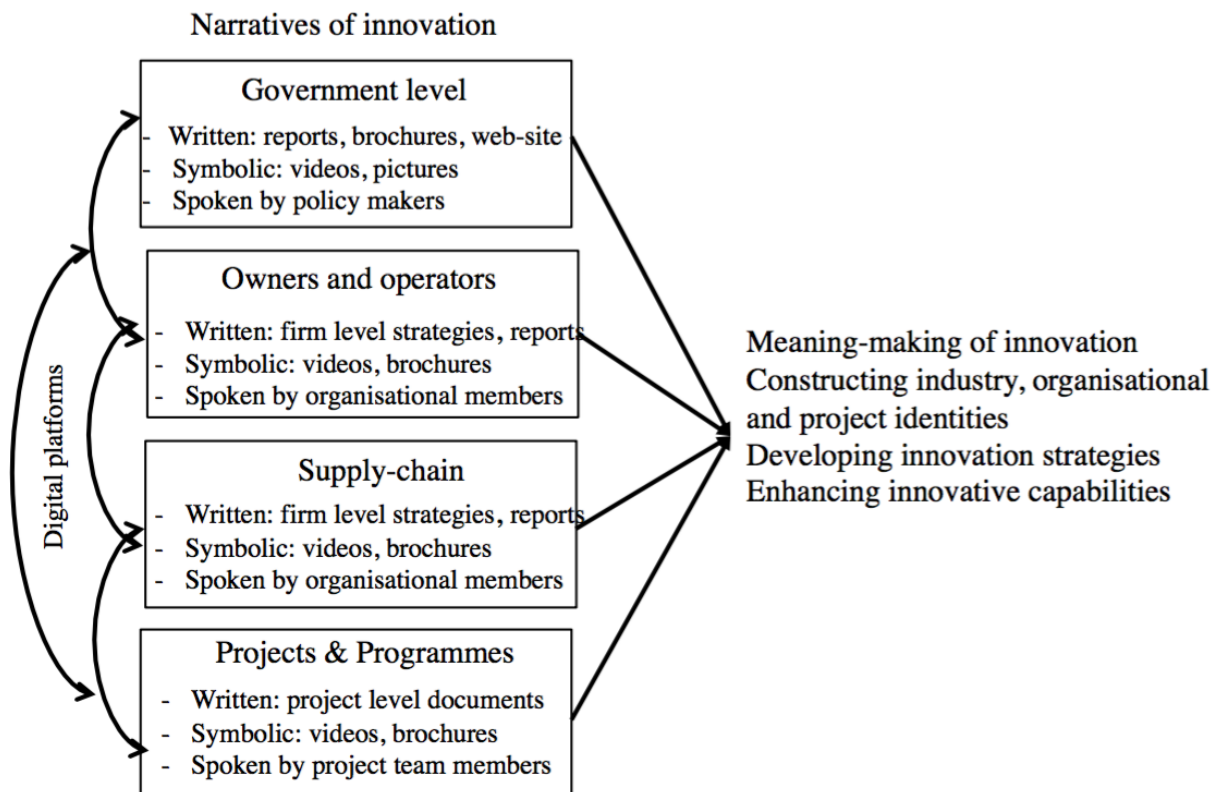 Narratives of innovation
Government level
- Written: reports, brochures, web-site
- Symbolic: videos, pictures
- Spoken by policy makers
Owners and operators
- Written: firm level strategies, reports
- Symbolic: videos, brochures
- Spoken by organisational members
Supply-chain
- Written: firm level strategies, reports
- Symbolic: videos, brochures
- Spoken by organisational members
Projects & Programmes
- Written: project level documents
- Symbolic: videos, brochures
- Spoken by project team members
Digital platforms
Meaning-making of innovation
Constructing industry, organisational
and project identities
Developing innovation strategies
Enhancing innovative capabilities